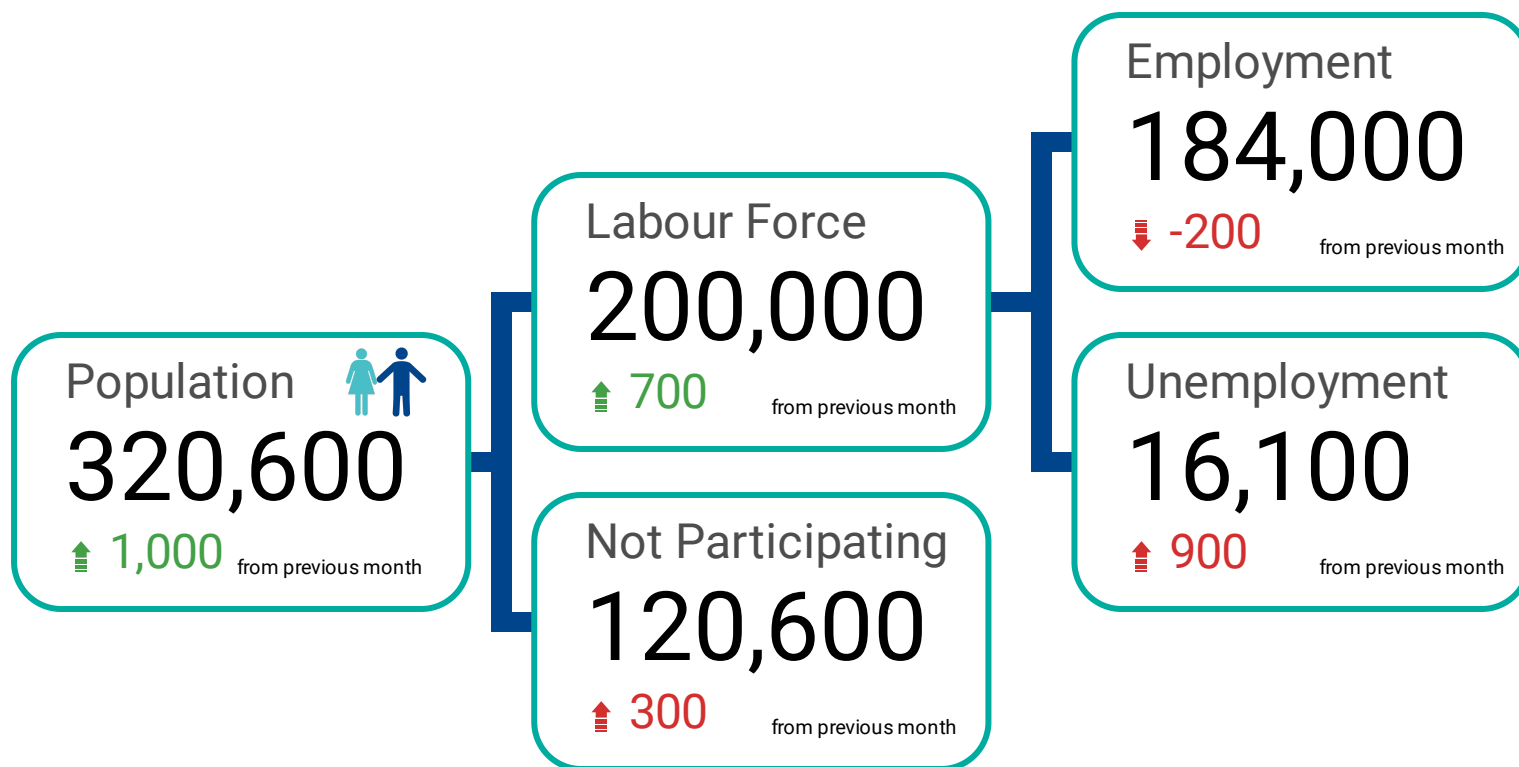 Population
320,600
1,000 from previous month
Labour Force
200,000
700 from previous month
Not Participating
120,600
300 from previous month
Employment
184,000
-200 from previous month
Unemployment
16,100
900 from previous month